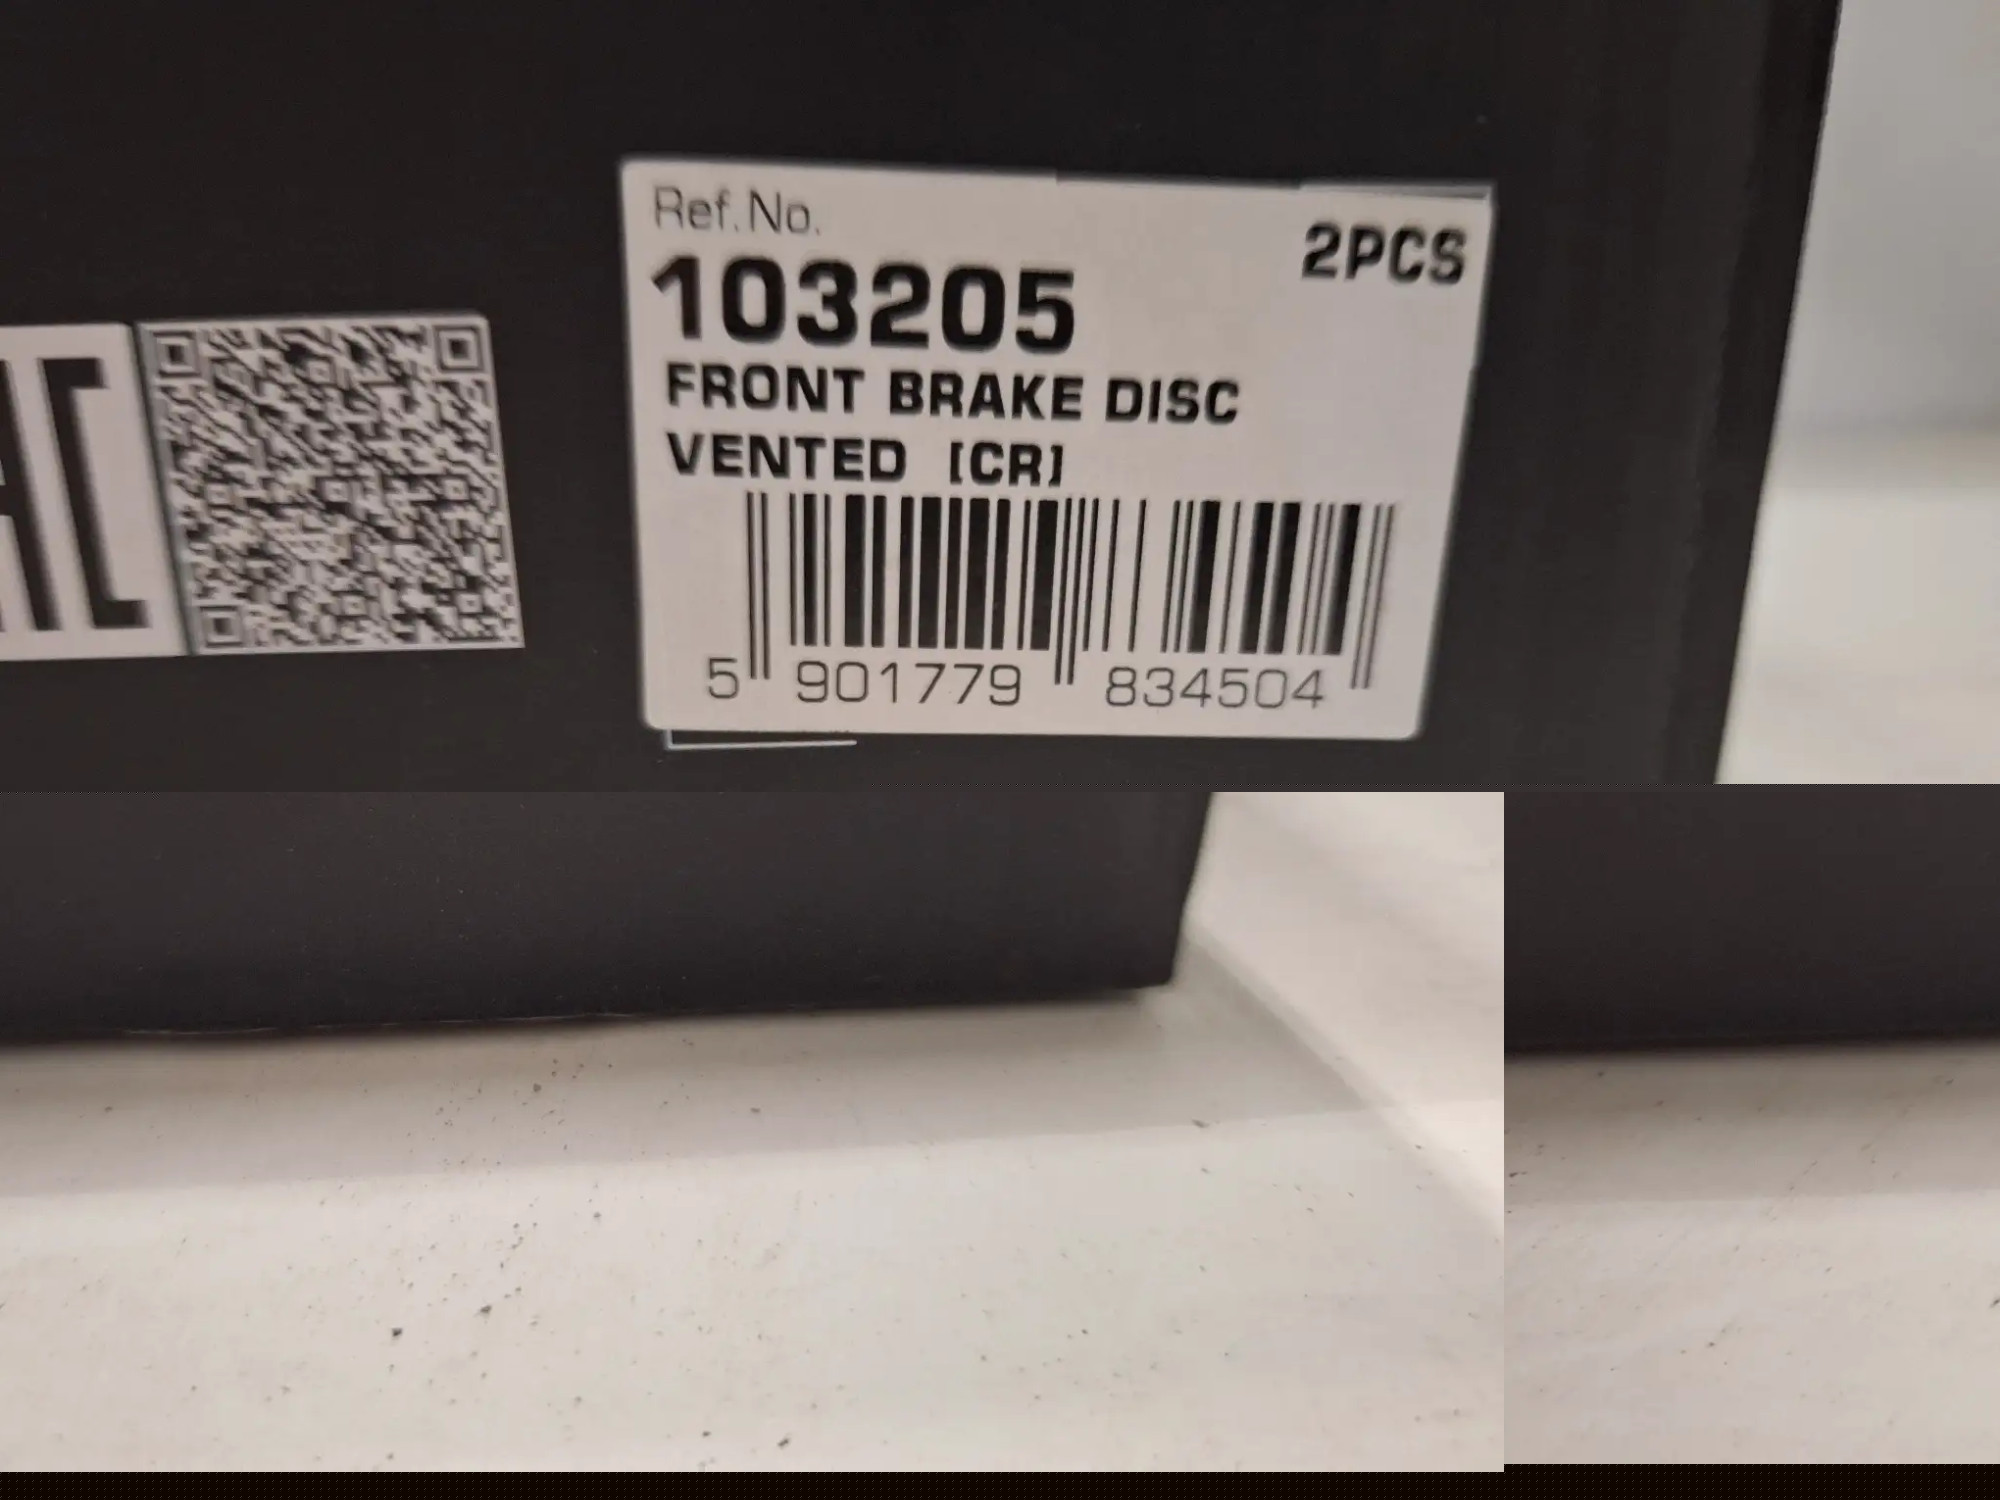 Ref.No.
2PCS
103205
FRONT BRAKE DISC
VENTED [CR]
5 901779 834504